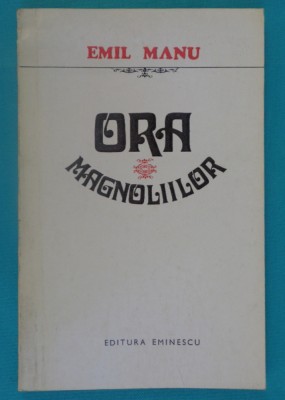 EMIL MANU
ORA
MAGNOLIILOR
EDITURA EMINESCU